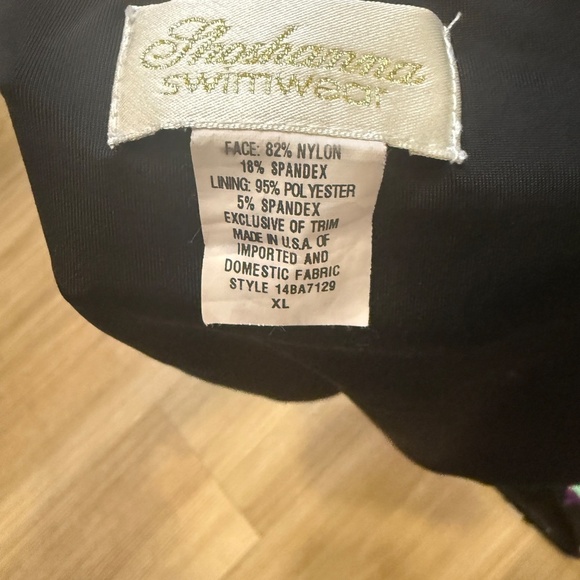 Shoshanna
swimwear
FACE: 82% NYLON
18% SPANDEX
LINING: 95% POLYESTER
5% SPANDEX
EXCLUSIVE OF TRIM
MADE IN U.S.A. OF
IMPORTED AND
DOMESTIC FABRIC
STYLE 14BA7129
XL